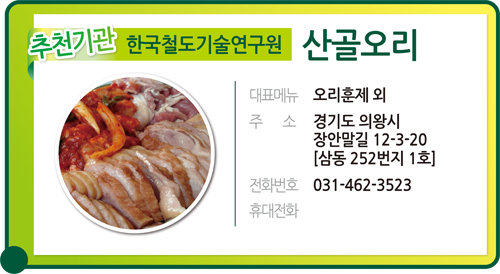 추천기관 한국철도기술연구원 산골오리
대표메뉴 오리훈제 외
주 소 경기도 의왕시
장안말길 12-3-20
[삼동 252번지 1호]
전화번호 031-462-3523
휴대전화